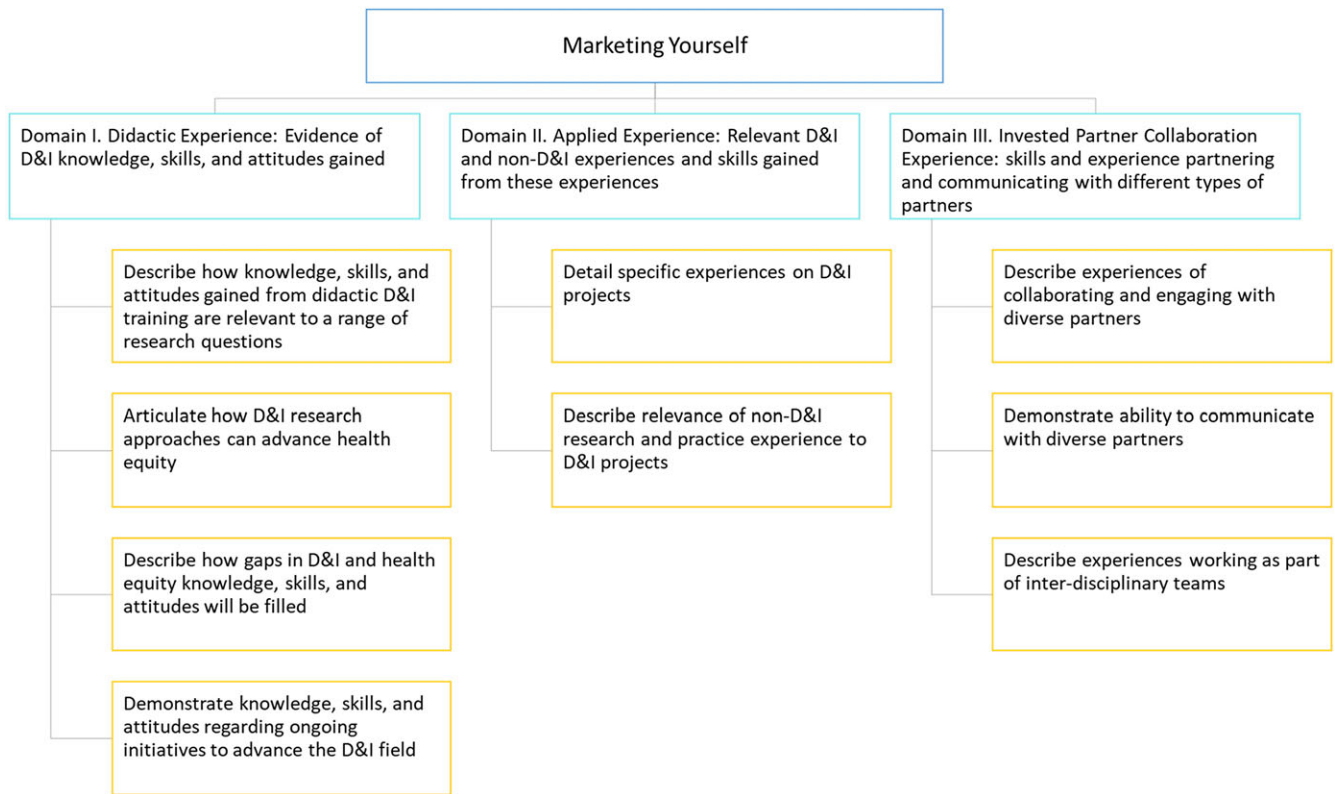 Marketing Yourself
Domain I. Didactic Experience: Evidence of
D&I knowledge, skills, and attitudes gained
Describe how knowledge, skills, and
attitudes gained from didactic D&I
training are relevant to a range of
research questions
Articulate how D&I research
approaches can advance health
equity
Describe how gaps in D&I and health
equity knowledge, skills, and
attitudes will be filled
Demonstrate knowledge, skills, and
attitudes regarding ongoing
initiatives to advance the D&I field
Domain II. Applied Experience: Relevant D&I
and non-D&I experiences and skills gained
from these experiences
Detail specific experiences on D&I
projects
Describe relevance of non-D&I
research and practice experience to
D&I projects
Domain III. Invested Partner Collaboration
Experience: skills and experience partnering
and communicating with different types of
partners
Describe experiences of
collaborating and engaging with
diverse partners
Demonstrate ability to communicate
with diverse partners
Describe experiences working as part
of inter-disciplinary teams